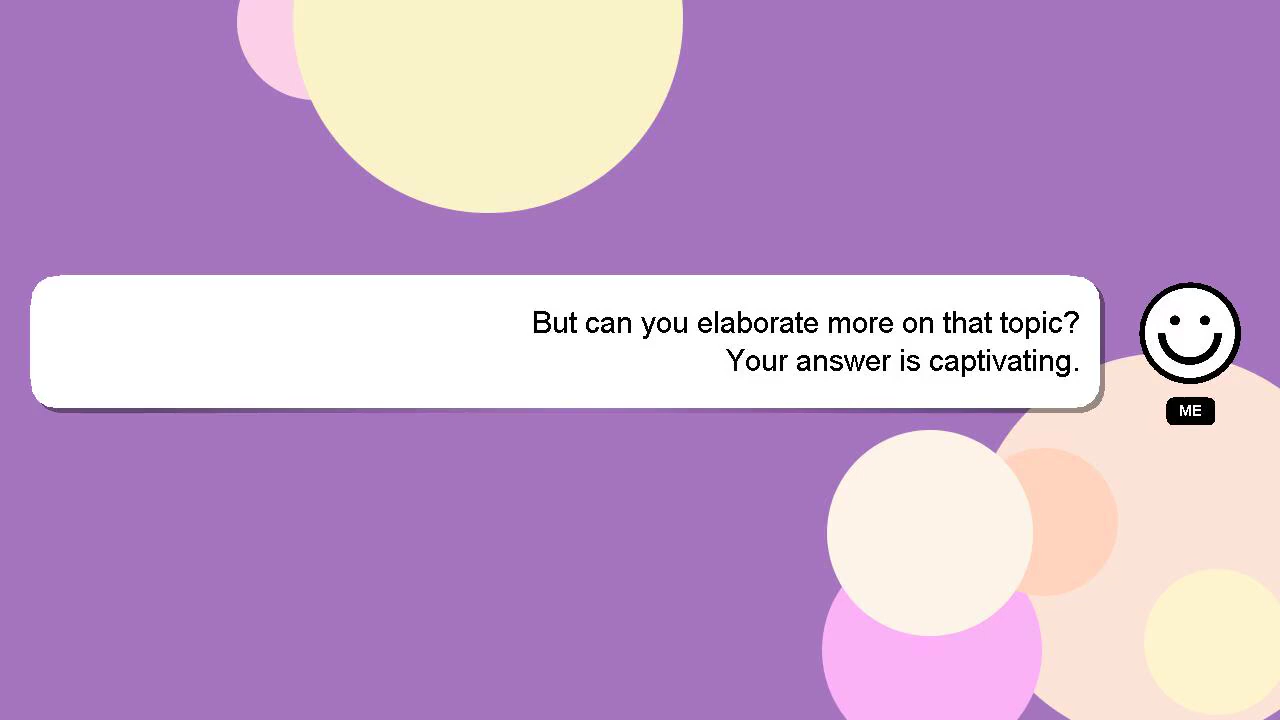 But can you elaborate more on that topic?
Your answer is captivating.
ME